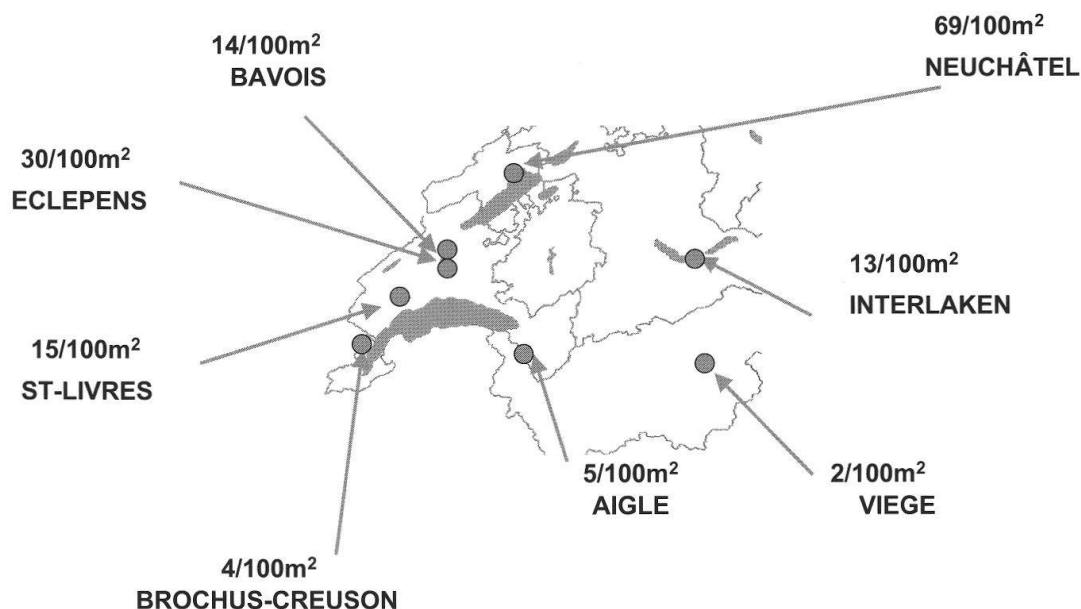 14/100m²
BAVOIS
69/100m²
NEUCHÂTEL
30/100m²
ECLEPENS
13/100m²
INTERLAKEN
15/100m²
ST-LIVRES
5/100m²
AIGLE
2/100m²
VIEGE
4/100m²
BROCHUS-CREUSON